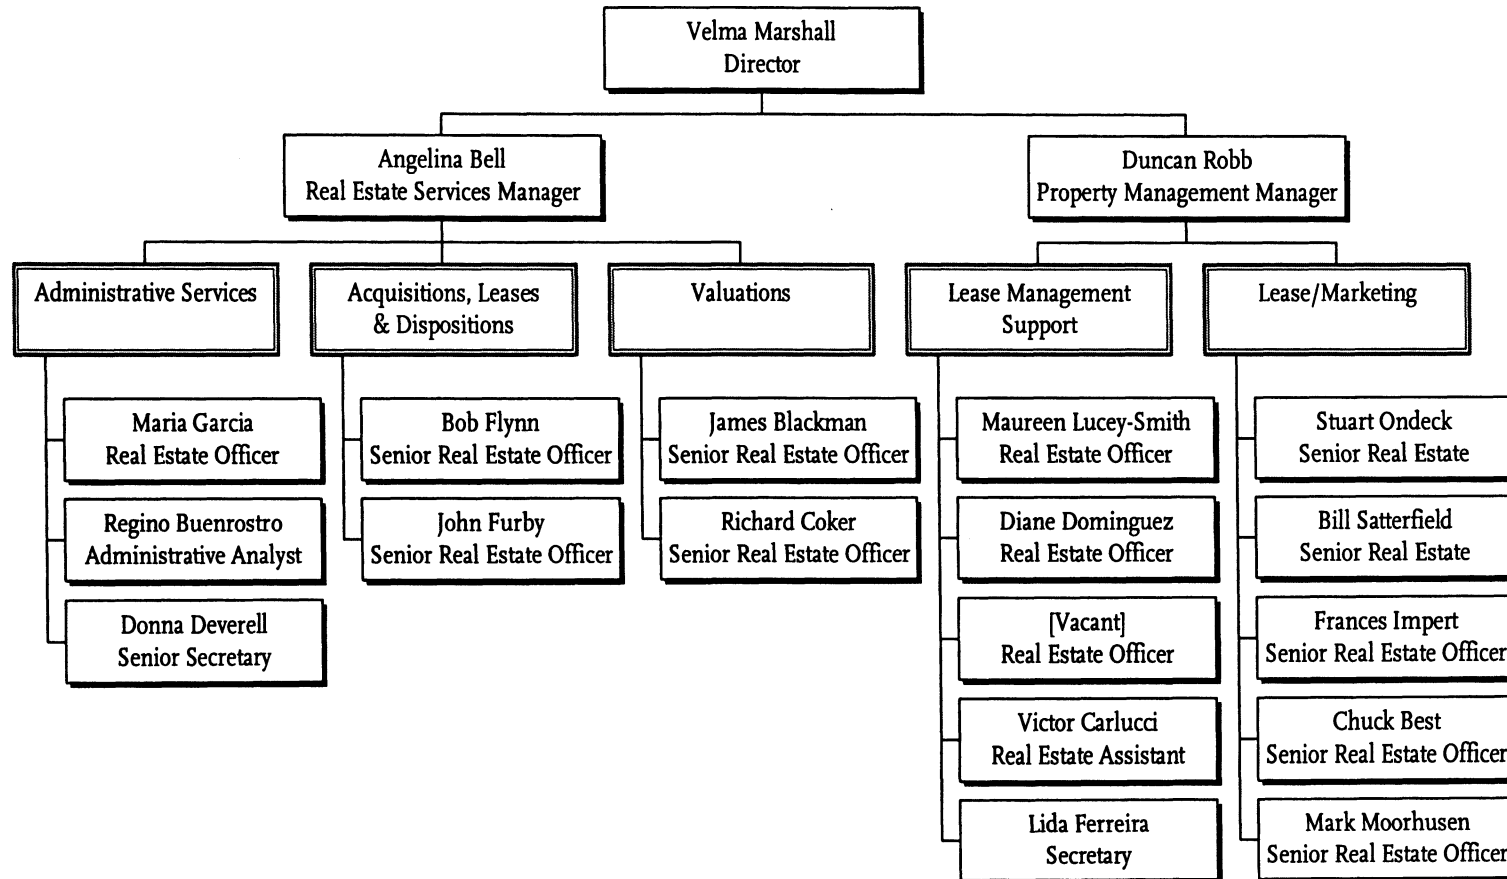 Velma Marshall
Director
Angelina Bell
Real Estate Services Manager
Duncan Robb
Property Management Manager
Administrative Services
Acquisitions, Leases
& Dispositions
Valuations
Lease Management
Support
Lease/Marketing
Maria Garcia
Real Estate Officer
Regino Buenrostro
Administrative Analyst
Donna Deverell
Senior Secretary
Bob Flynn
Senior Real Estate Officer
John Furby
Senior Real Estate Officer
James Blackman
Senior Real Estate Officer
Richard Coker
Senior Real Estate Officer
Maureen Lucey-Smith
Real Estate Officer
Diane Dominguez
Real Estate Officer
[Vacant]
Real Estate Officer
Victor Carlucci
Real Estate Assistant
Lida Ferreira
Secretary
Stuart Ondeck
Senior Real Estate
Bill Satterfield
Senior Real Estate
Frances Impert
Senior Real Estate Officer
Chuck Best
Senior Real Estate Officer
Mark Moorhusen
Senior Real Estate Officer